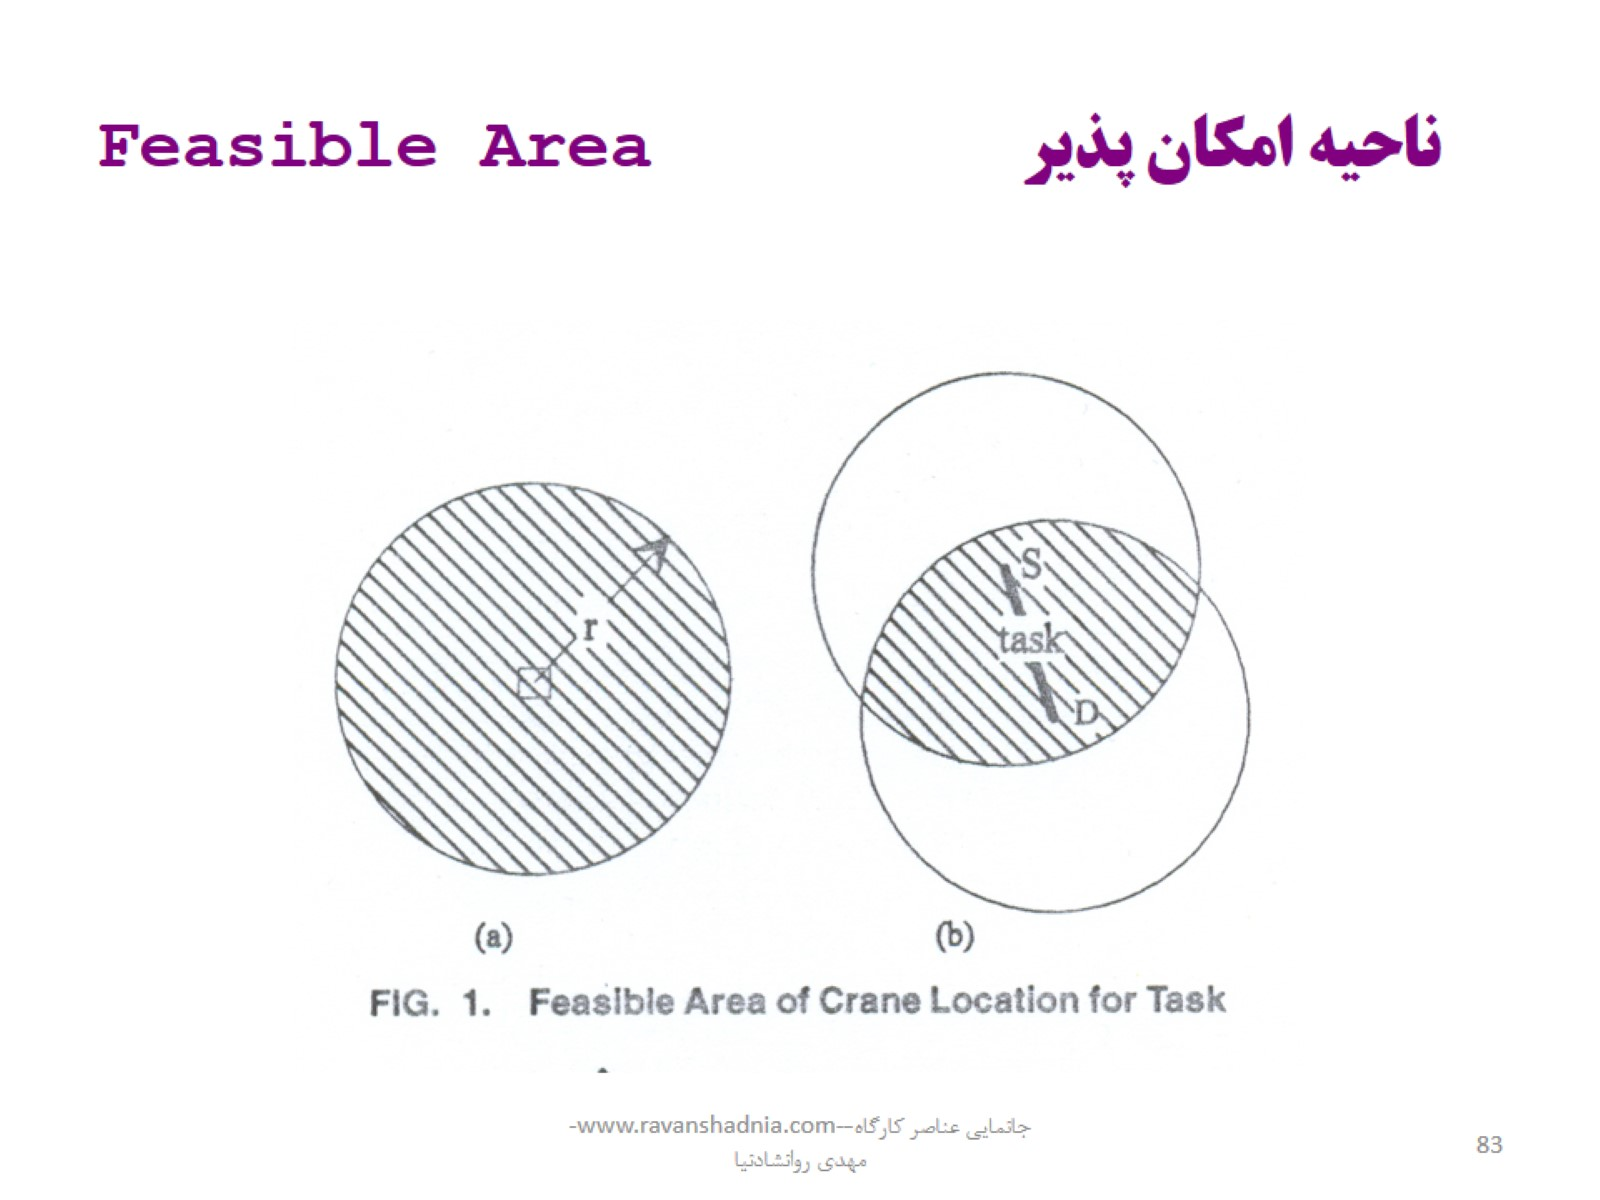 Feasible Area
ناحیه امکان پذیر
r
S
task
D
(a)
(b)
FIG. 1. Feasible Area of Crane Location for Task
جانمایی عناصر کارگاه--www.ravanshadnia.com-
مهدی روانشادنیا
83